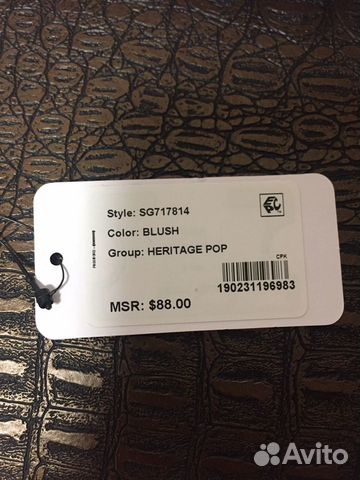 Style: SG717814
Color: BLUSH
Group: HERITAGE POP
CPK
190231196983
MSR: $88.00
Avito